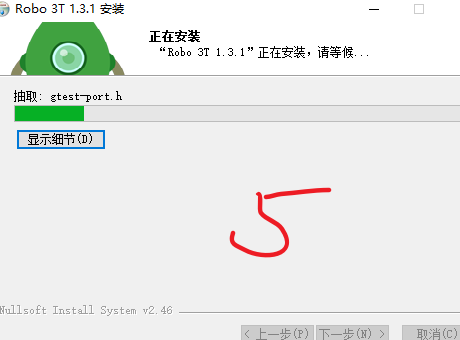 Robo 3T 1.3.1 安装
正在安装
“Robo 3T 1.3.1”正在安装，请等候...
抽取: gtest-port.h
显示细节(D)
5
Nullsoft Install System v2.46
< 上一步(P) 下一步(N) > 取消(C)